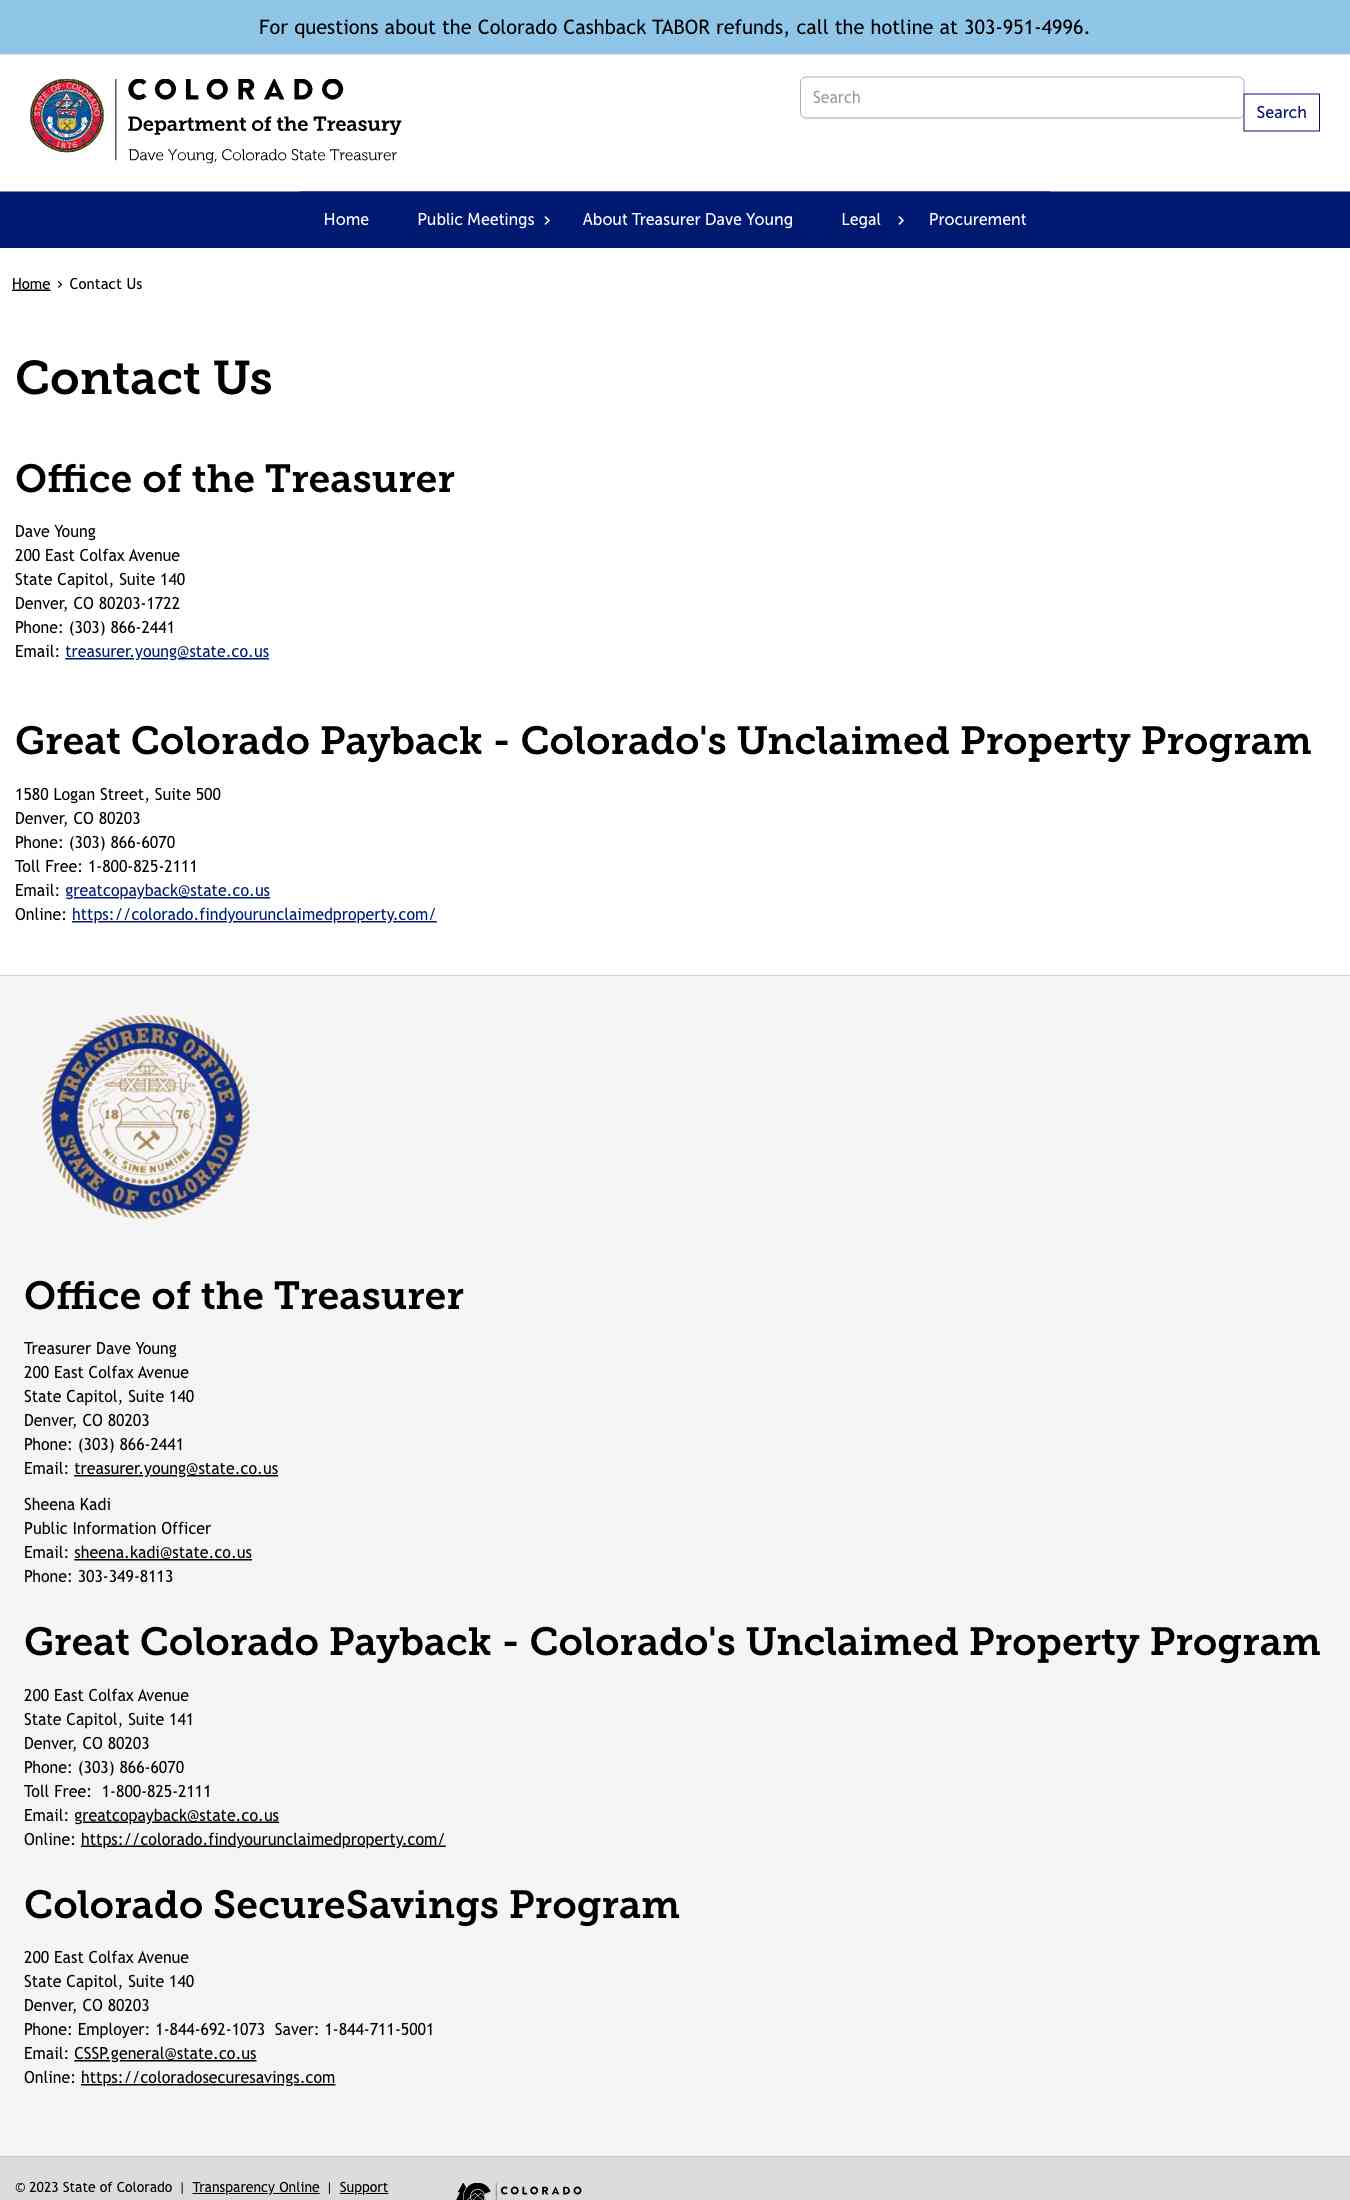 For questions about the Colorado Cashback TABOR refunds, call the hotline at 303-951-4996.
STATE OF COLORADO
1876
COLORADO
Department of the Treasury
Dave Young, Colorado State Treasurer
Search
Search
Home Public Meetings › About Treasurer Dave Young Legal › Procurement
Home › Contact Us
Contact Us
Office of the Treasurer
Dave Young
200 East Colfax Avenue
State Capitol, Suite 140
Denver, CO 80203-1722
Phone: (303) 866-2441
Email: treasurer.young@state.co.us
Great Colorado Payback - Colorado's Unclaimed Property Program
1580 Logan Street, Suite 500
Denver, CO 80203
Phone: (303) 866-6070
Toll Free: 1-800-825-2111
Email: greatcopayback@state.co.us
Online: https://colorado.findyourunclaimedproperty.com/
TREASURERS OFFICE
18 76
NIL SINE NUMINE
STATE OF COLORADO
Office of the Treasurer
Treasurer Dave Young
200 East Colfax Avenue
State Capitol, Suite 140
Denver, CO 80203
Phone: (303) 866-2441
Email: treasurer.young@state.co.us
Sheena Kadi
Public Information Officer
Email: sheena.kadi@state.co.us
Phone: 303-349-8113
Great Colorado Payback - Colorado's Unclaimed Property Program
200 East Colfax Avenue
State Capitol, Suite 141
Denver, CO 80203
Phone: (303) 866-6070
Toll Free:  1-800-825-2111
Email: greatcopayback@state.co.us
Online: https://colorado.findyourunclaimedproperty.com/
Colorado SecureSavings Program
200 East Colfax Avenue
State Capitol, Suite 140
Denver, CO 80203
Phone: Employer: 1-844-692-1073  Saver: 1-844-711-5001
Email: CSSP.general@state.co.us
Online: https://coloradosecuresavings.com
© 2023 State of Colorado | Transparency Online | Support
COLORADO